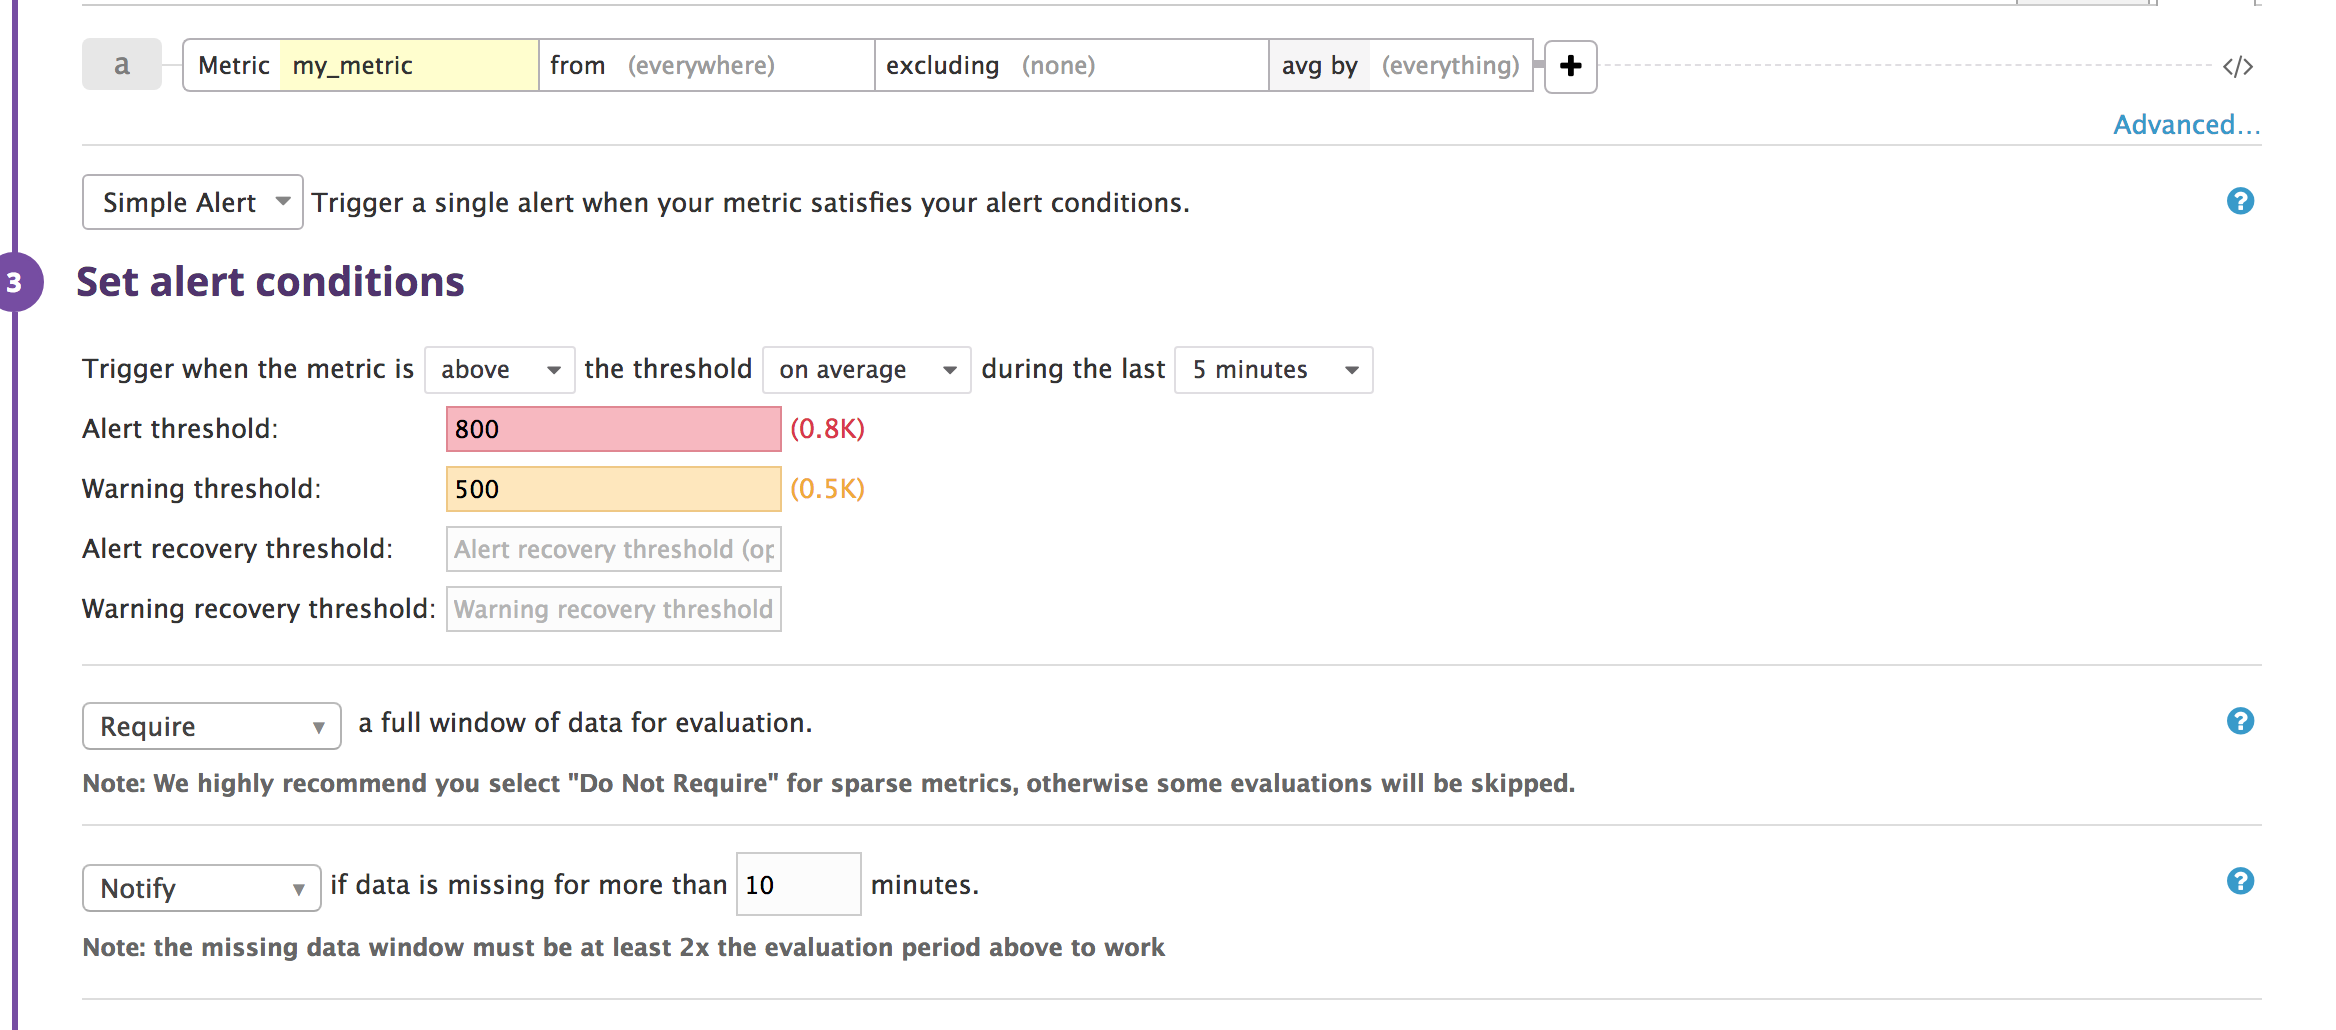 a Metric my_metric from (everywhere) excluding (none) avg by (everything) + </>
Advanced...
Simple Alert Trigger a single alert when your metric satisfies your alert conditions. ?
3 Set alert conditions
Trigger when the metric is above the threshold on average during the last 5 minutes
Alert threshold: 800 (0.8K)
Warning threshold: 500 (0.5K)
Alert recovery threshold: Alert recovery threshold (op
Warning recovery threshold: Warning recovery threshold
Require a full window of data for evaluation. ?
Note: We highly recommend you select "Do Not Require" for sparse metrics, otherwise some evaluations will be skipped.
Notify if data is missing for more than 10 minutes. ?
Note: the missing data window must be at least 2x the evaluation period above to work